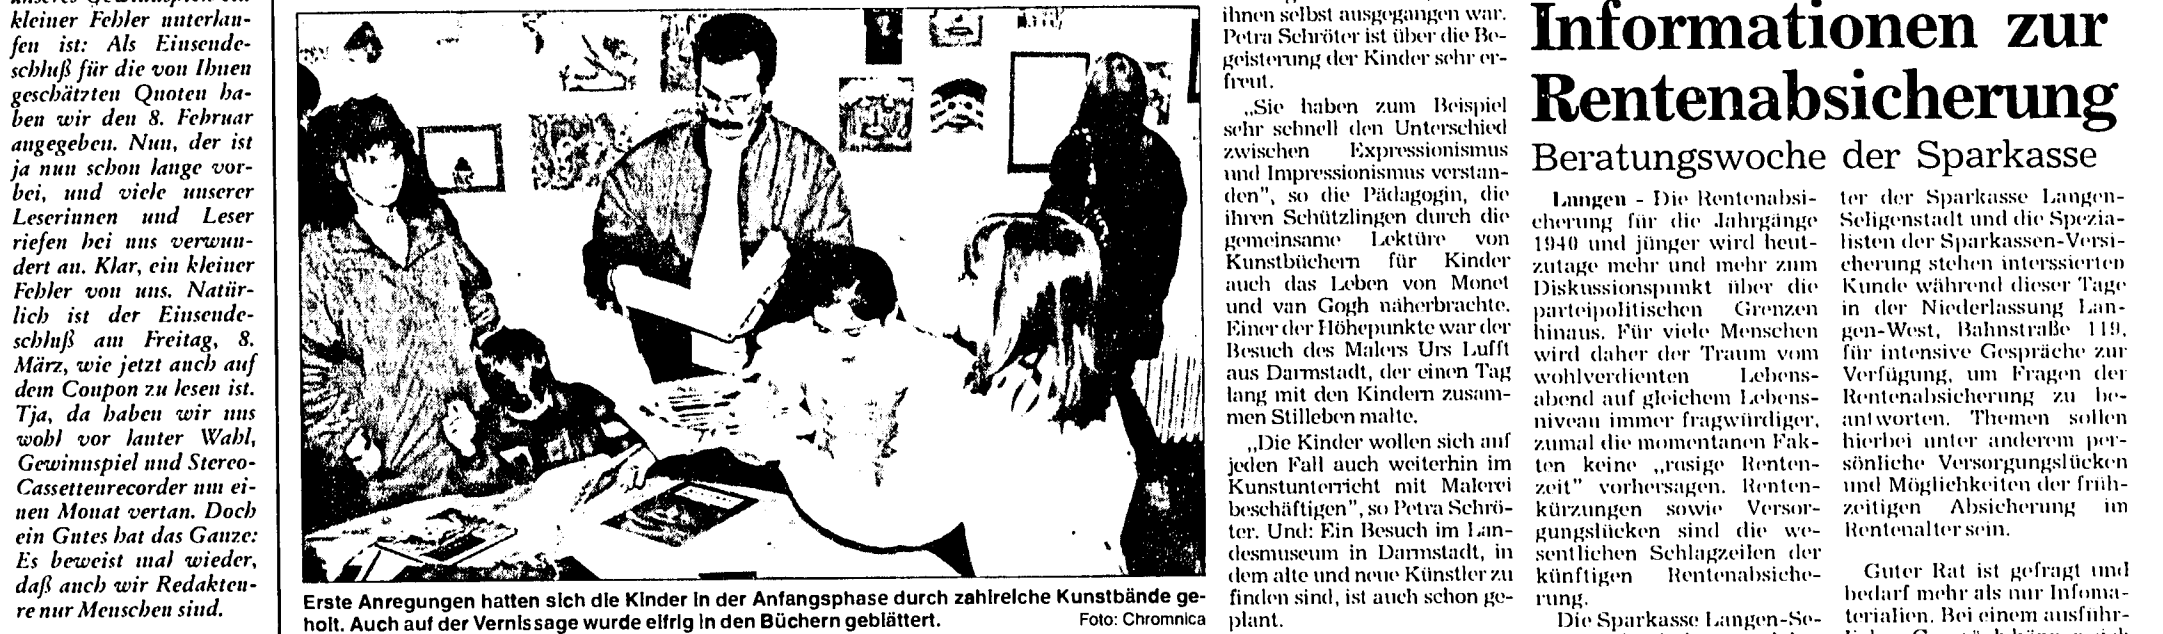 unseres Gewinnspiels ein
kleiner Fehler unterlau-
fen ist: Als Einsende-
schluß für die von Ihnen
geschätzten Quoten ha-
ben wir den 8. Februar
angegeben. Nun, der ist
ja nun schon lange vor-
bei, und viele unserer
Leserinnen und Leser
riefen bei uns verwun-
dert an. Klar, ein kleiner
Fehler von uns. Natür-
lich ist der Einsende-
schluß am Freitag, 8.
März, wie jetzt auch auf
dem Coupon zu lesen ist.
Tja, da haben wir uns
wohl vor lauter Wahl,
Gewinnspiel und Stereo-
Cassettenrecorder um ei-
nen Monat vertan. Doch
ein Gutes hat das Ganze:
Es beweist mal wieder,
daß auch wir Redakteu-
re nur Menschen sind.
Erste Anregungen hatten sich die Kinder in der Anfangsphase durch zahlreiche Kunstbände ge-
holt. Auch auf der Vernissage wurde eifrig in den Büchern geblättert.
Foto: Chromnica
ihnen selbst ausgegangen war.
Petra Schröter ist über die Be-
geisterung der Kinder sehr er-
freut.
„Sie haben zum Beispiel
sehr schnell den Unterschied
zwischen Expressionismus
und Impressionismus verstan-
den", so die Pädagogin, die
ihren Schützlingen durch die
gemeinsame Lektüre von
Kunstbüchern für Kinder
auch das Leben von Monet
und van Gogh näherbrachte.
Einer der Höhepunkte war der
Besuch des Malers Urs Lufft
aus Darmstadt, der einen Tag
lang mit den Kindern zusam-
men Stilleben malte.
„Die Kinder wollen sich auf
jeden Fall auch weiterhin im
Kunstunterricht mit Malerei
beschäftigen", so Petra Schrö-
ter. Und: Ein Besuch im Lan-
desmuseum in Darmstadt, in
dem alte und neue Künstler zu
finden sind, ist auch schon ge-
plant.
Informationen zur
Rentenabsicherung
Beratungswoche der Sparkasse
Langen - Die Rentenabsi-
cherung für die Jahrgänge
1940 und jünger wird heut-
zutage mehr und mehr zum
Diskussionspunkt über die
parteipolitischen Grenzen
hinaus. Für viele Menschen
wird daher der Traum vom
wohlverdienten Lebens-
abend auf gleichem Lebens-
niveau immer fragwürdiger,
zumal die momentanen Fak-
ten keine „rosige Renten-
zeit" vorhersagen. Renten-
kürzungen sowie Versor-
gungslücken sind die we-
sentlichen Schlagzeilen der
künftigen Rentenabsiche-
rung.
Die Sparkasse Langen-Se-
ter der Sparkasse Langen-
Seligenstadt und die Spezia-
listen der Sparkassen-Versi-
cherung stehen interssierten
Kunde während dieser Tage
in der Niederlassung Lan-
gen-West, Bahnstraße 119,
für intensive Gespräche zur
Verfügung, um Fragen der
Rentenabsicherung zu be-
antworten. Themen sollen
hierbei unter anderem per-
sönliche Versorgungslücken
und Möglichkeiten der früh-
zeitigen Absicherung im
Rentenalter sein.
Guter Rat ist gefragt und
bedarf mehr als nur Infoma-
terialien. Bei einem ausführ-